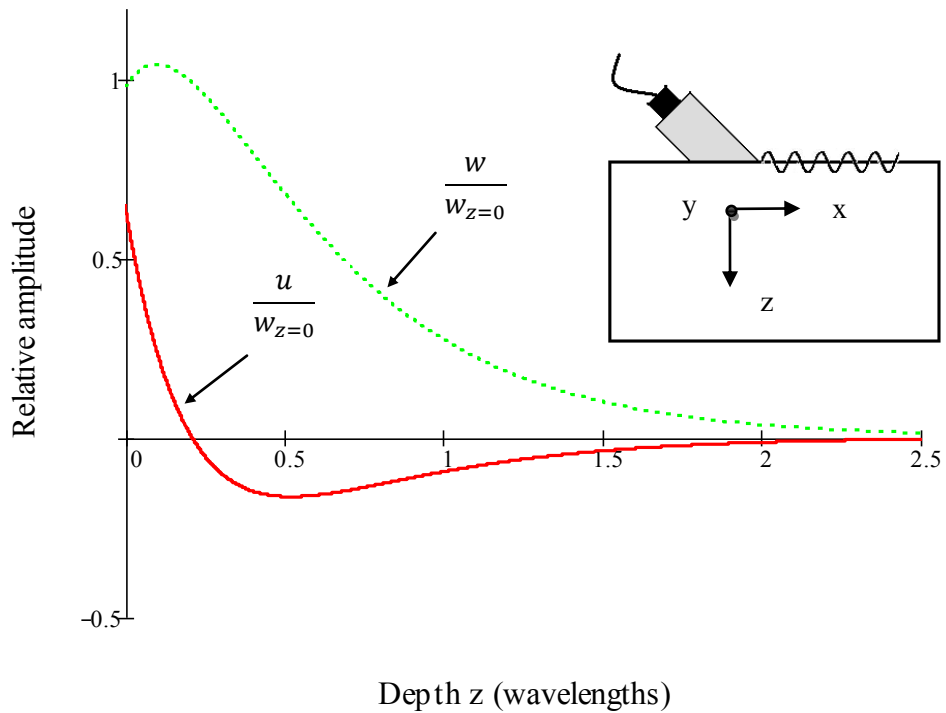 1
0.5
−0.5
0
0.5
1
1.5
2
2.5
Relative amplitude
Depth z (wavelengths)
w
w_{z=0}
u
w_{z=0}
y
x
z